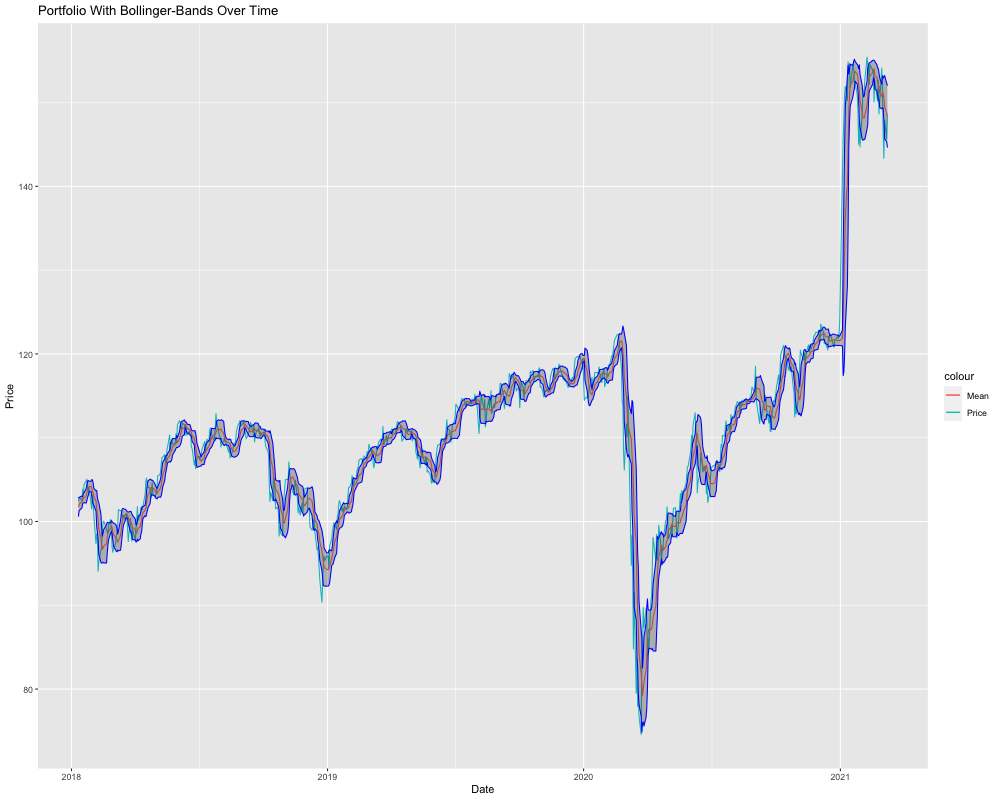 Portfolio With Bollinger-Bands Over Time
Price
140
120
100
80
2018
2019
2020
2021
Date
colour
Mean
Price